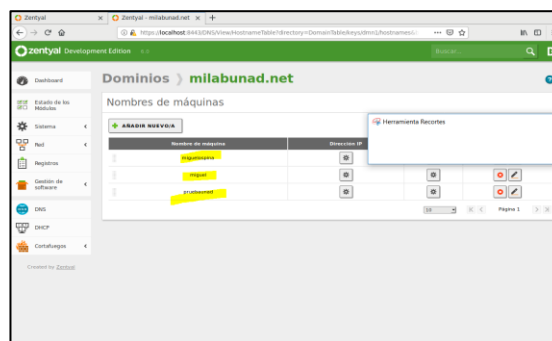 Zentyal
Zentyal - milabunad.net
https://localhost:8443/DNS/View/HostnameTable?directory=DomainTable/keys/dmn1/hostnames
zentyal Development Edition
Buscar...
Dashboard
Estado de los Módulos
Sistema
Red
Registros
Gestión de software
DNS
DHCP
Cortafuegos
Created by Zentyal
Dominios
milabunad.net
Nombres de máquinas
AÑADIR NUEVO/A
Nombre de máquina
Dirección IP
miguel
pruebaunad
10
Página 1
Herramienta Recortes